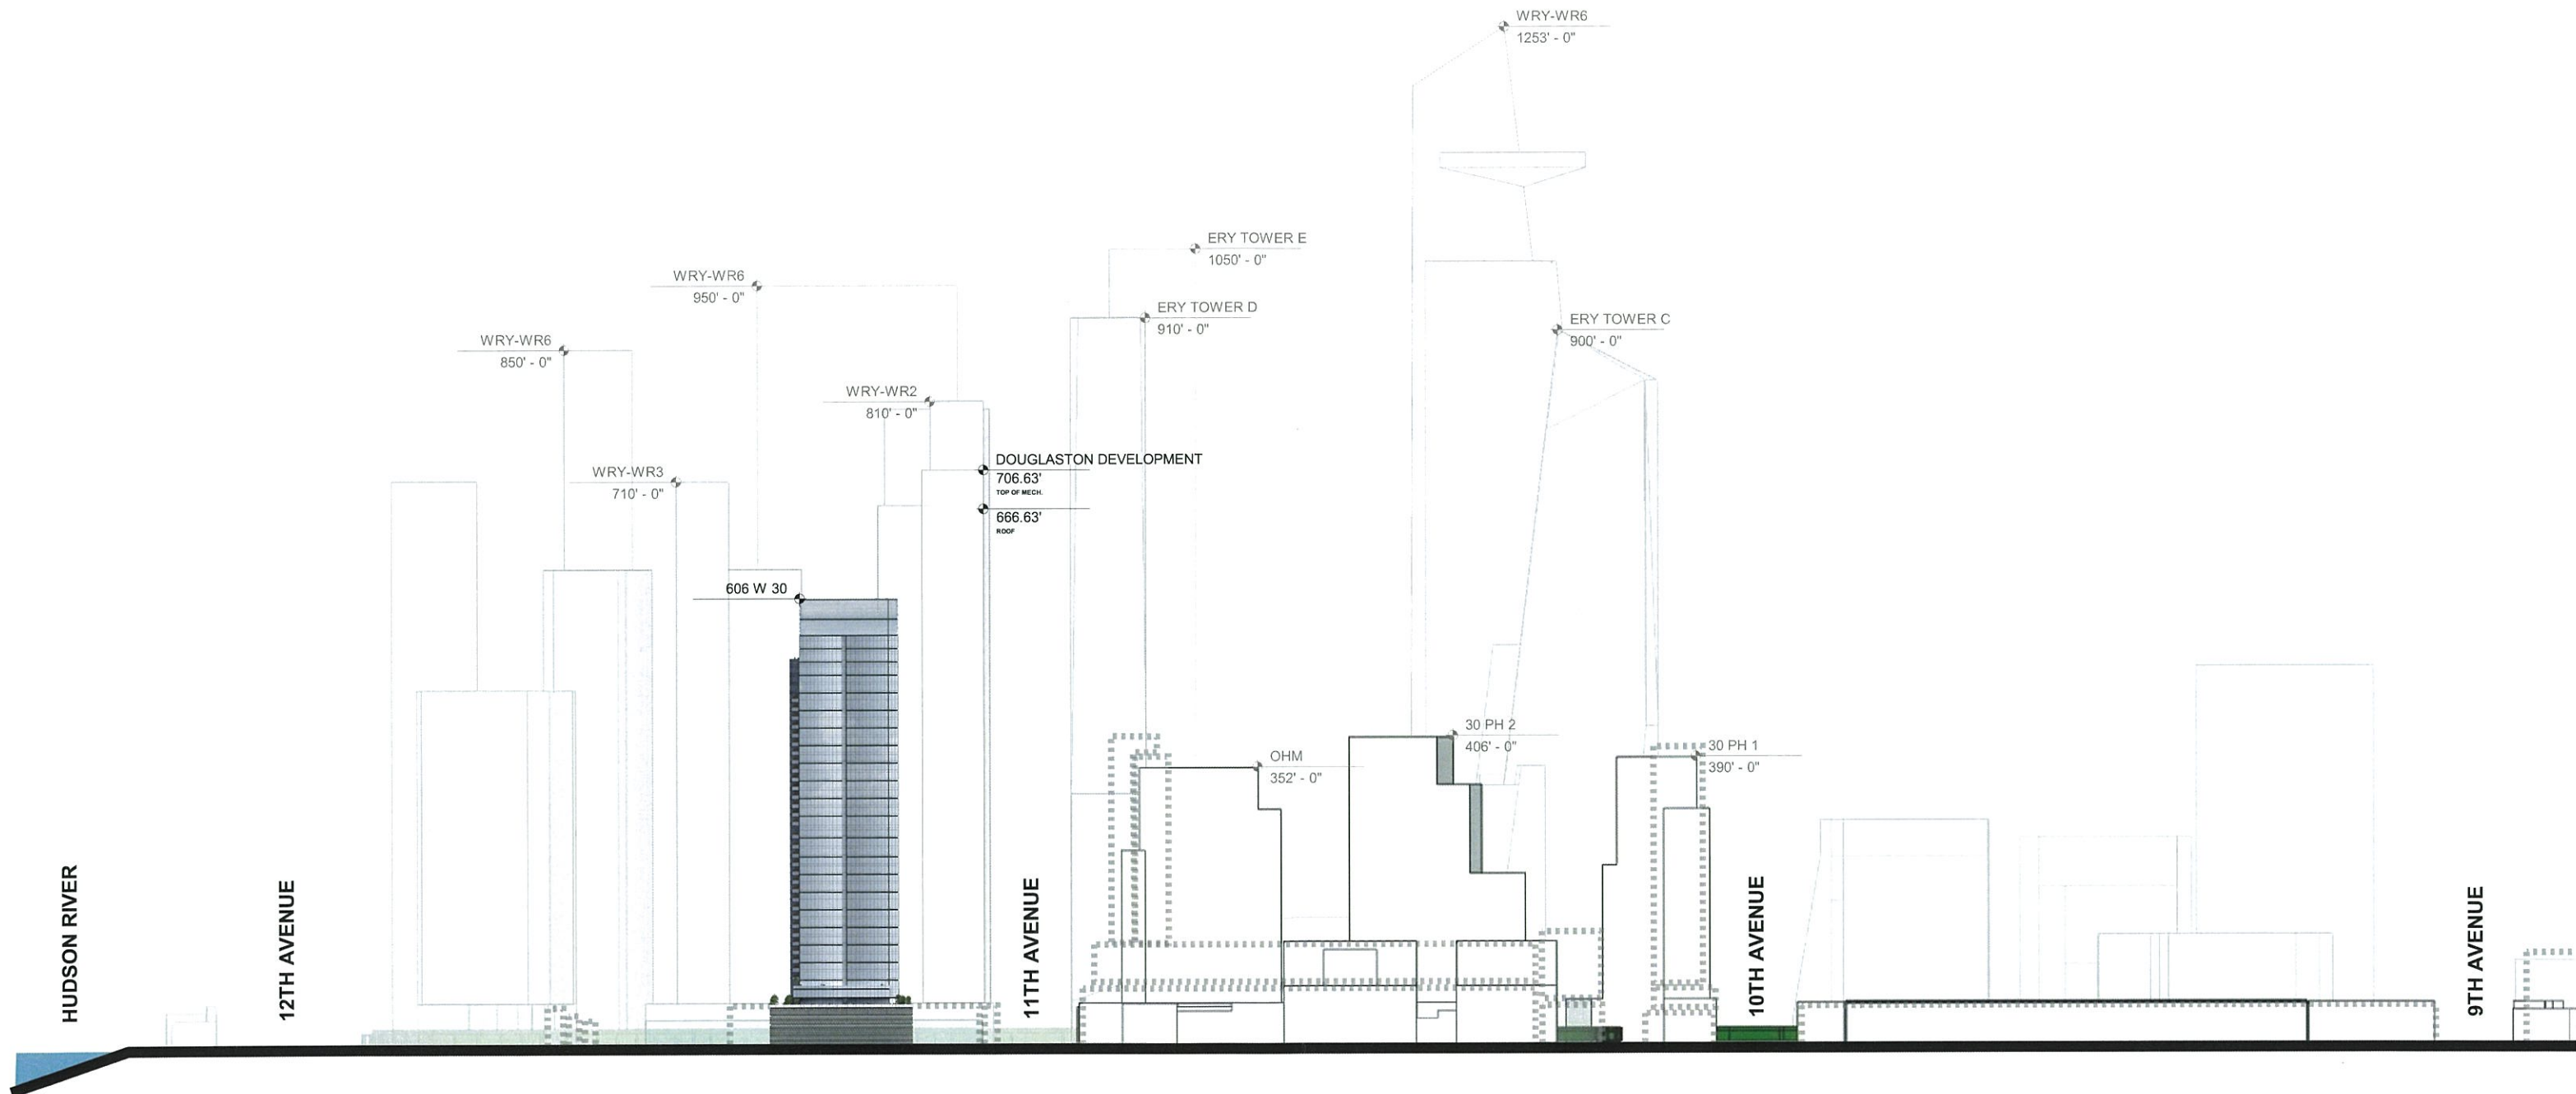 WRY-WR6
1253' - 0"
ERY TOWER E
1050' - 0"
WRY-WR6
950' - 0"
ERY TOWER D
910' - 0"
ERY TOWER C
900' - 0"
WRY-WR6
850' - 0"
WRY-WR2
810' - 0"
DOUGLASTON DEVELOPMENT
706.63'
TOP OF MECH.
666.63'
ROOF
WRY-WR3
710' - 0"
606 W 30
30 PH 2
406' - 0"
30 PH 1
390' - 0"
OHM
352' - 0"
HUDSON RIVER
12TH AVENUE
11TH AVENUE
10TH AVENUE
9TH AVENUE